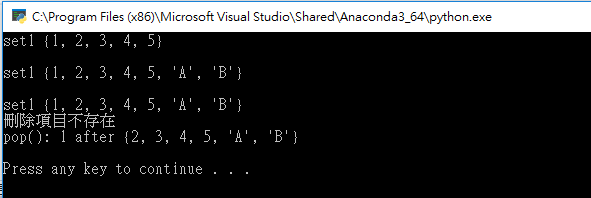 C:\Program Files (x86)\Microsoft Visual Studio\Shared\Anaconda3_64\python.exe
set1 {1, 2, 3, 4, 5}
set1 {1, 2, 3, 4, 5, 'A', 'B'}
set1 {1, 2, 3, 4, 5, 'A', 'B'}
刪除項目不存在
pop(): 1 after {2, 3, 4, 5, 'A', 'B'}
Press any key to continue . . .